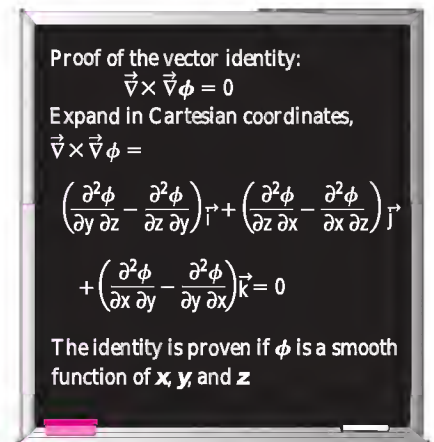 Proof of the vector identity:
∇⃗ × ∇⃗ϕ = 0
Expand in Cartesian coordinates,
∇⃗ × ∇⃗ϕ =
(∂²ϕ/∂y ∂z − ∂²ϕ/∂z ∂y) i⃗ + (∂²ϕ/∂z ∂x − ∂²ϕ/∂x ∂z) j⃗
+ (∂²ϕ/∂x ∂y − ∂²ϕ/∂y ∂x) k⃗ = 0
The identity is proven if ϕ is a smooth
function of x, y, and z